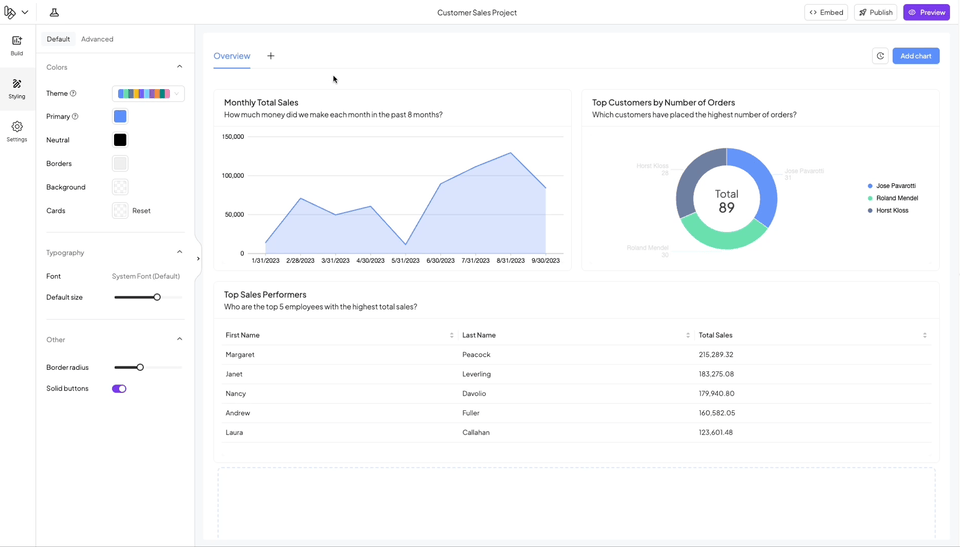 Customer Sales Project
Embed
Publish
Preview
Build
Styling
Settings
Default
Advanced
Colors
Theme
Primary
Neutral
Borders
Background
Cards
Reset
Typography
Font
System Font (Default)
Default size
Other
Border radius
Solid buttons
Overview
Add chart
Monthly Total Sales
How much money did we make each month in the past 8 months?
150,000
100,000
50,000
0
1/31/2023 2/28/2023 3/31/2023 4/30/2023 5/31/2023 6/30/2023 7/31/2023 8/31/2023 9/30/2023
Top Customers by Number of Orders
Which customers have placed the highest number of orders?
Horst Kloss
28
Jose Pavarotti
31
Roland Mendel
30
Total
89
Jose Pavarotti
Roland Mendel
Horst Kloss
Top Sales Performers
Who are the top 5 employees with the highest total sales?
First Name Last Name Total Sales
Margaret Peacock 215,289.32
Janet Leverling 183,275.08
Nancy Davolio 179,940.80
Andrew Fuller 160,582.05
Laura Callahan 123,601.48